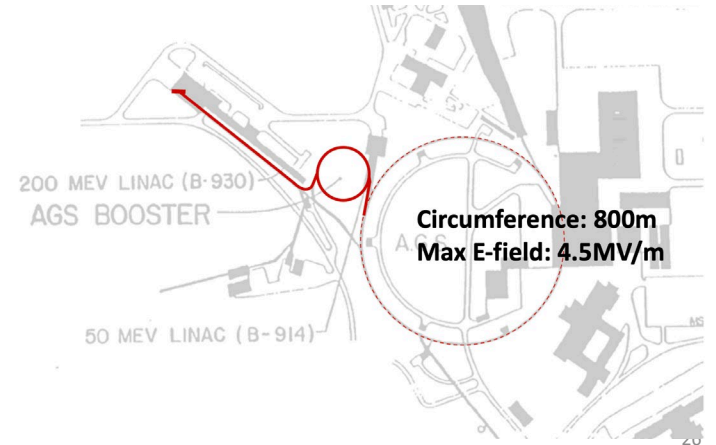 200 MEV LINAC (B-930)
AGS BOOSTER
Circumference: 800m
A.G.S.
Max E-field: 4.5MV/m
50 MEV LINAC (B-914)